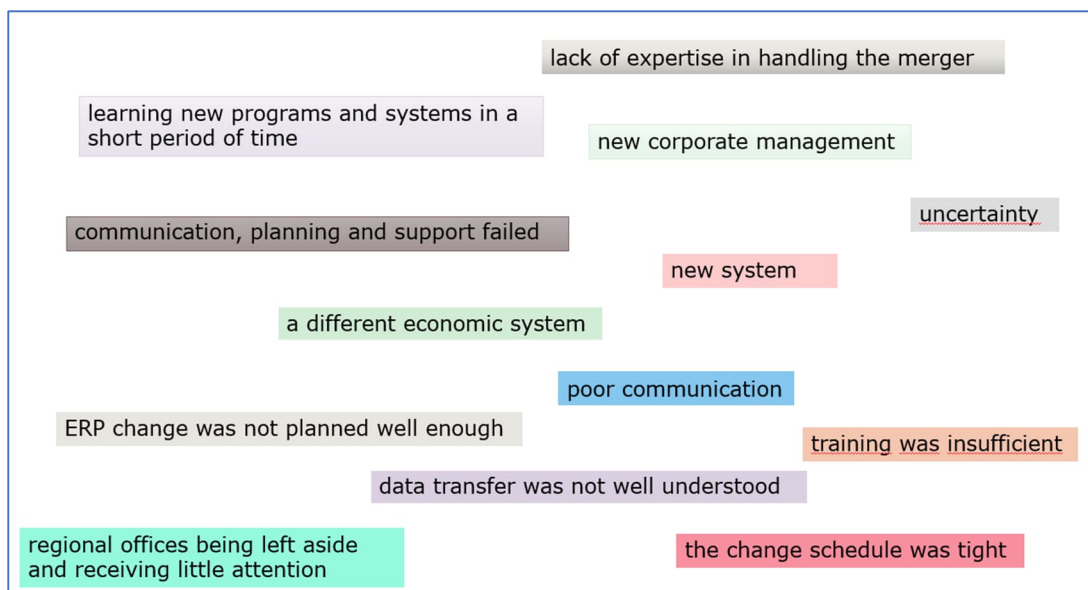 lack of expertise in handling the merger
learning new programs and systems in a
short period of time
new corporate management
uncertainty
communication, planning and support failed
new system
a different economic system
poor communication
ERP change was not planned well enough
training was insufficient
data transfer was not well understood
regional offices being left aside
and receiving little attention
the change schedule was tight